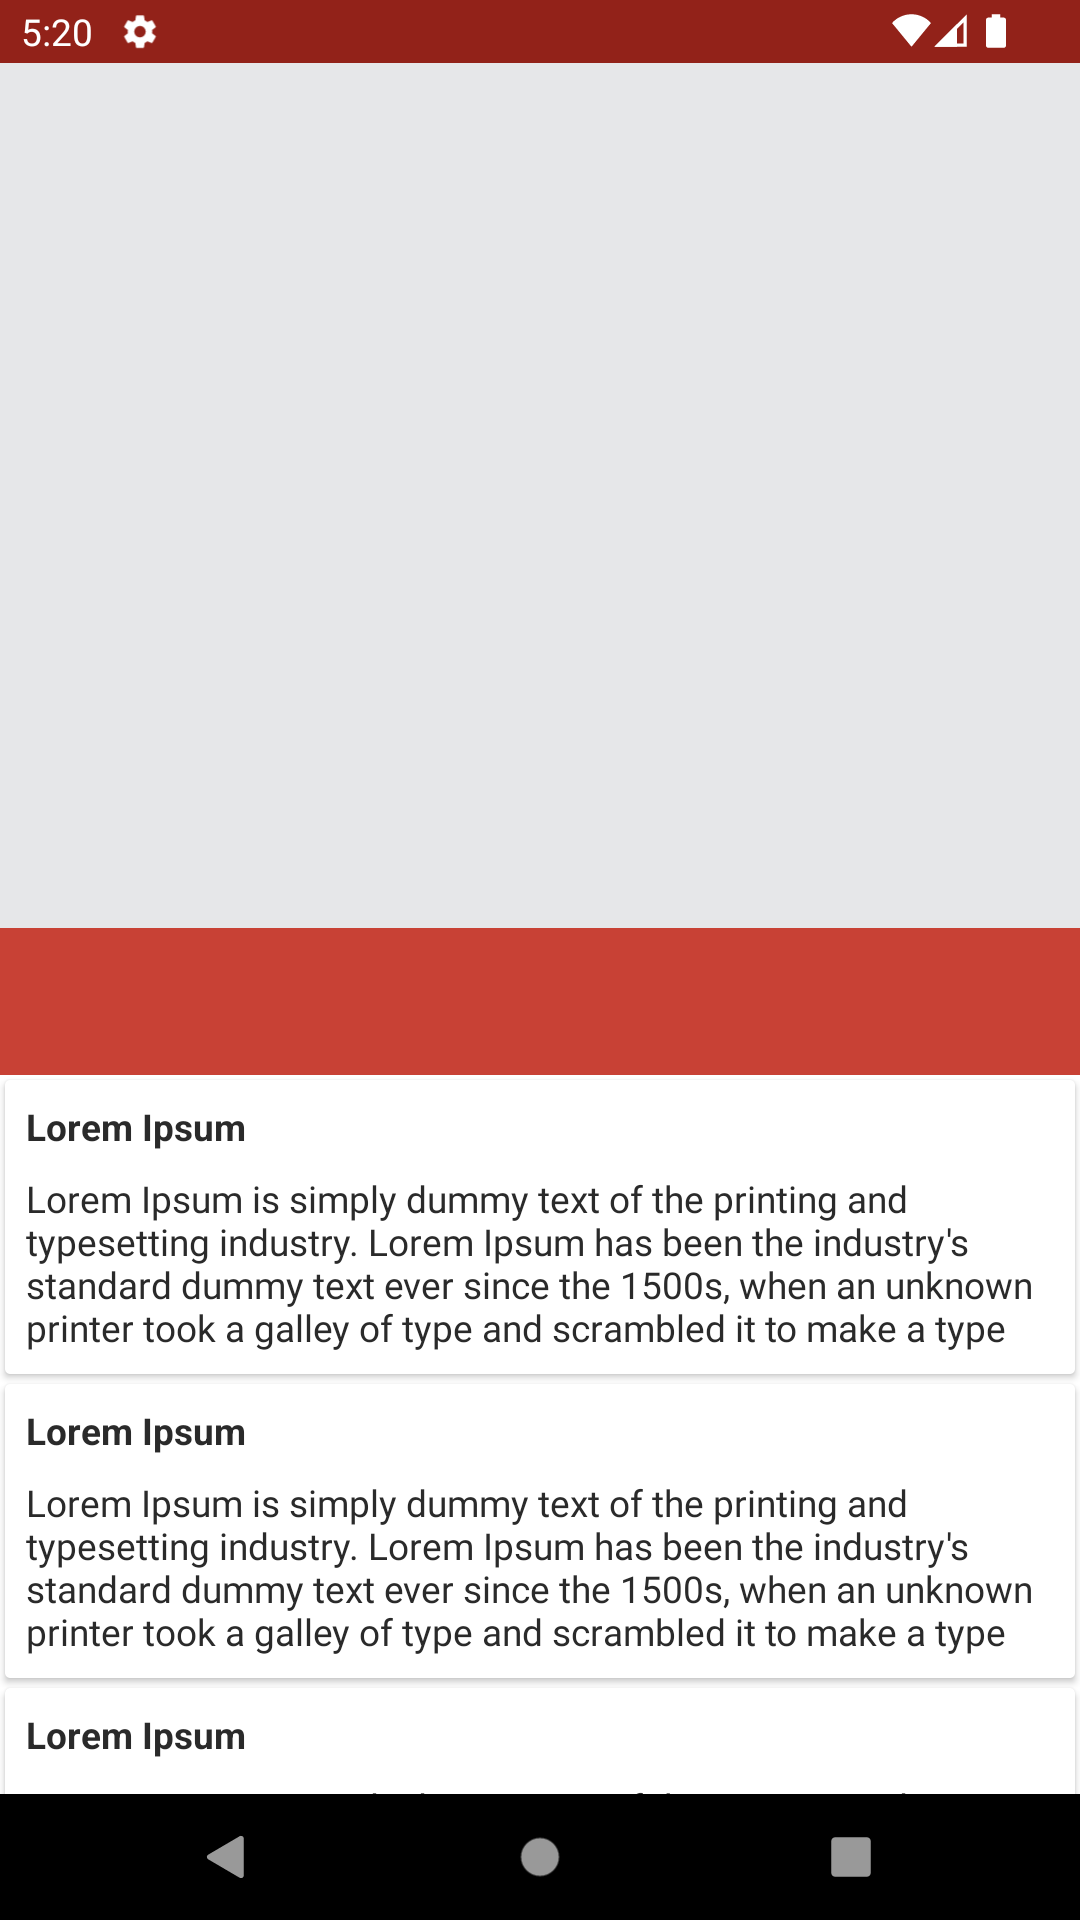 5:20
Lorem Ipsum
Lorem Ipsum is simply dummy text of the printing and
typesetting industry. Lorem Ipsum has been the industry's
standard dummy text ever since the 1500s, when an unknown
printer took a galley of type and scrambled it to make a type
Lorem Ipsum
Lorem Ipsum is simply dummy text of the printing and
typesetting industry. Lorem Ipsum has been the industry's
standard dummy text ever since the 1500s, when an unknown
printer took a galley of type and scrambled it to make a type
Lorem Ipsum